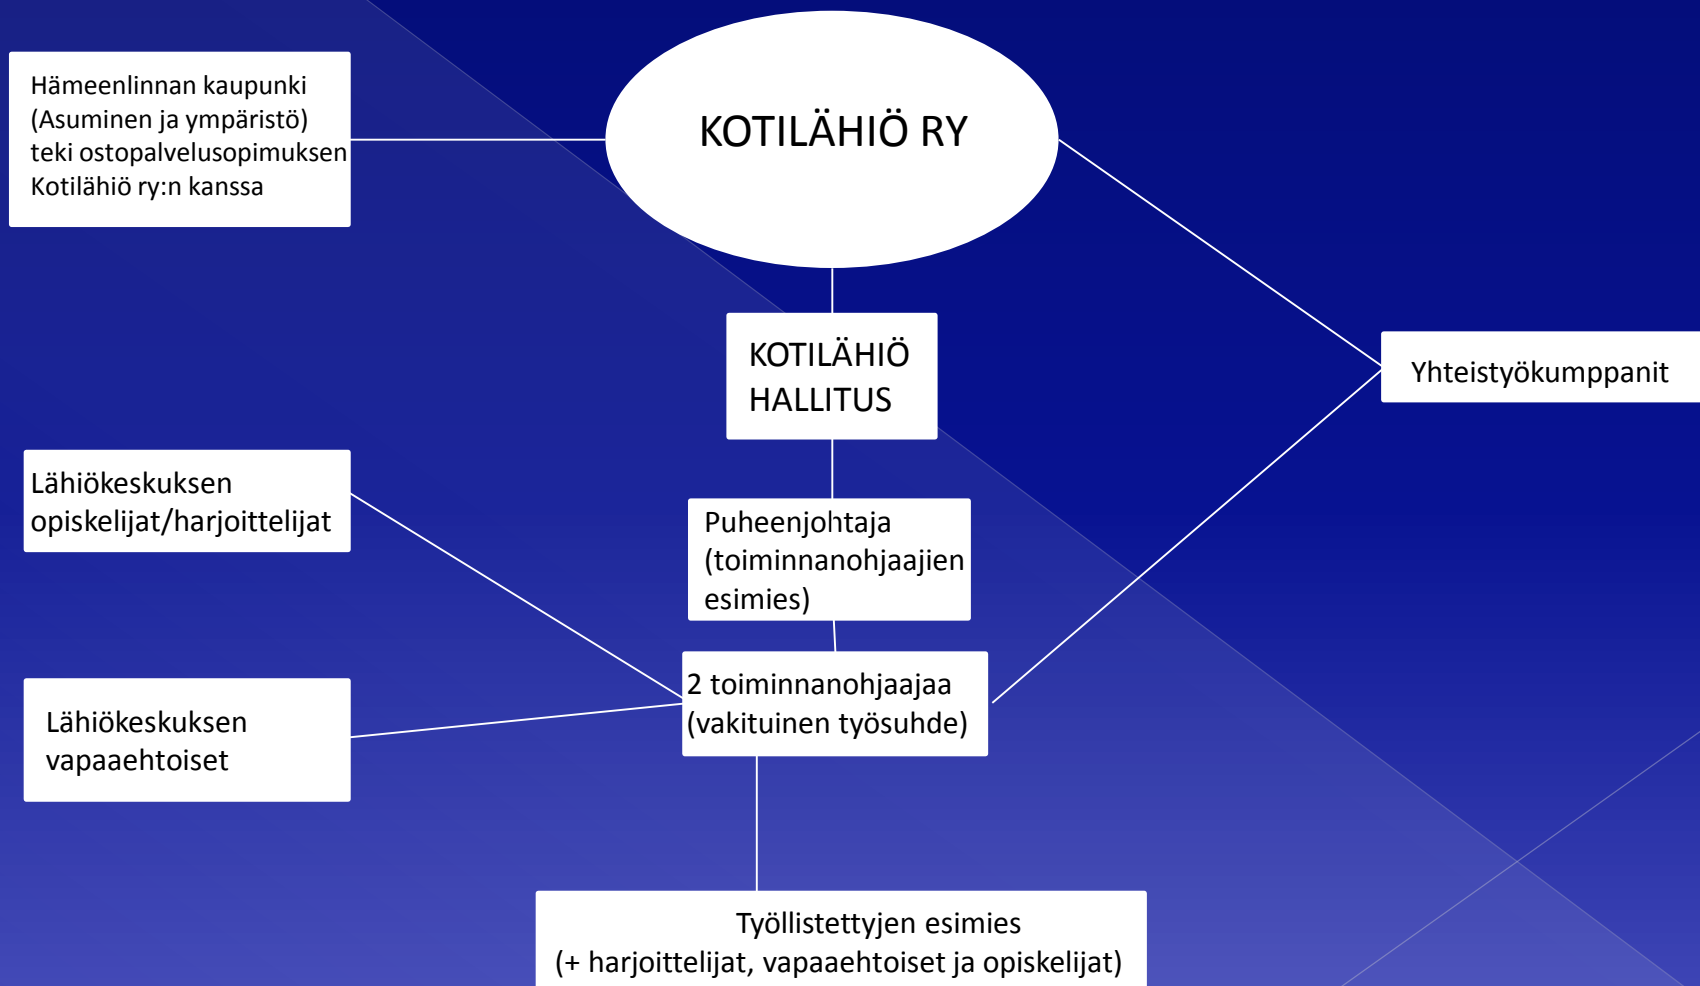 Hämeenlinnan kaupunki
(Asuminen ja ympäristö)
teki ostopalvelusopimuksen
Kotilähiö ry:n kanssa
KOTILÄHIÖ RY
KOTILÄHIÖ
HALLITUS
Yhteistyökumppanit
Lähiökeskuksen
opiskelijat/harjoittelijat
Puheenjohtaja
(toiminnanohjaajien
esimies)
2 toiminnanohjaajaa
(vakituinen työsuhde)
Lähiökeskuksen
vapaaehtoiset
Työllistettyjen esimies
(+ harjoittelijat, vapaaehtoiset ja opiskelijat)